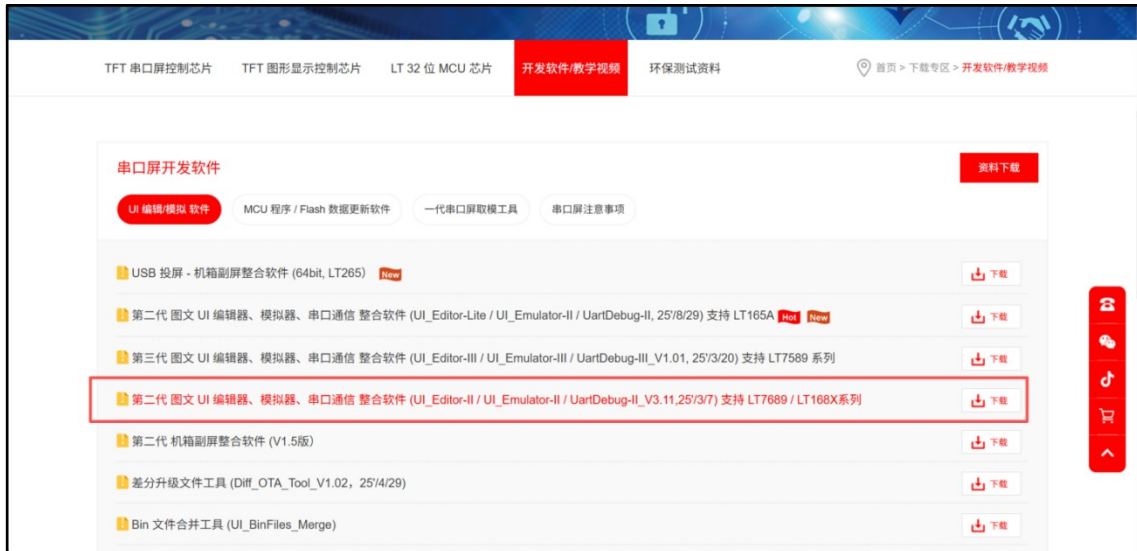 TFT 串口屏控制芯片 TFT 图形显示控制芯片 LT 32 位 MCU 芯片 开发软件/教学视频 环保测试资料 首页 > 下载专区 > 开发软件/教学视频
串口屏开发软件 资料下载
UI 编辑/模拟 软件 MCU 程序 / Flash 数据更新软件 一代串口屏取模工具 串口屏注意事项
USB 投屏 - 机箱副屏整合软件 (64bit, LT265) New 下载
第二代 图文 UI 编辑器、模拟器、串口通信 整合软件 (UI_Editor-Lite / UI_Emulator-II / UartDebug-II, 25'/8/29) 支持 LT165A Hot New 下载
第三代 图文 UI 编辑器、模拟器、串口通信 整合软件 (UI_Editor-III / UI_Emulator-III / UartDebug-III_V1.01, 25'/3/20) 支持 LT7589 系列 下载
第二代 图文 UI 编辑器、模拟器、串口通信 整合软件 (UI_Editor-II / UI_Emulator-II / UartDebug-II_V3.11,25'/3/7) 支持 LT7689 / LT168X系列 下载
第二代 机箱副屏整合软件 (V1.5版) 下载
差分升级文件工具 (Diff_OTA_Tool_V1.02，25'/4/29) 下载
Bin 文件合并工具 (UI_BinFiles_Merge) 下载